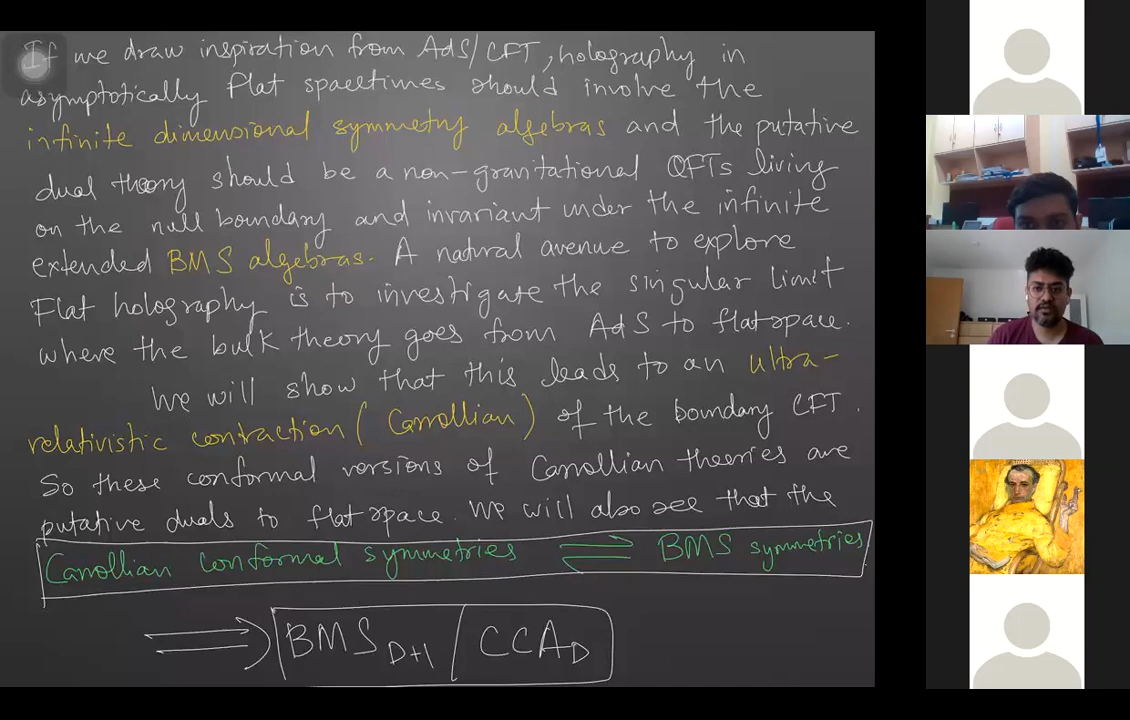 If we draw inspiration from AdS/CFT, holography in
asymptotically flat spacetimes should involve the
infinite dimensional symmetry algebras and the putative
dual theory should be a non-gravitational QFTs living
on the null boundary and invariant under the infinite
extended BMS algebras. A natural avenue to explore
Flat holography is to investigate the singular limit
where the bulk theory goes from AdS to flatspace.
We will show that this leads to an ultra-
relativistic contraction (Carrollian) of the boundary CFT.
So these conformal versions of Carrollian theories are
putative duals to flat space. We will also see that the
Carrollian conformal symmetries ⇌ BMS symmetries
⟹ BMS_{D+1} / CCA_D